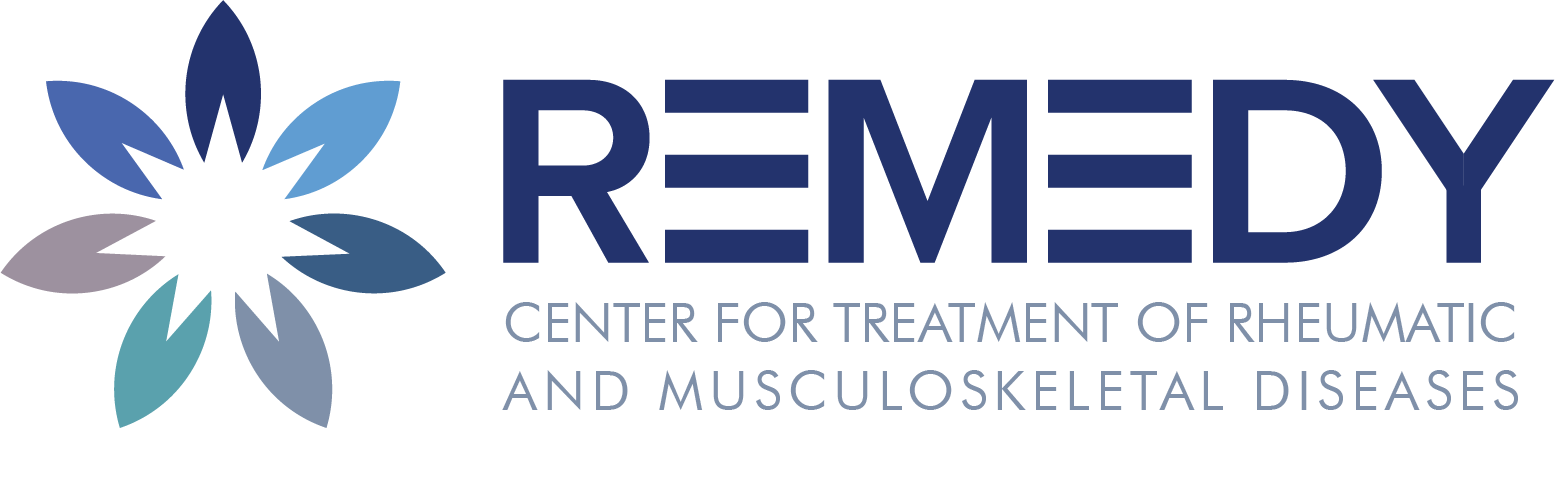 REMEDY
CENTER FOR TREATMENT OF RHEUMATIC
AND MUSCULOSKELETAL DISEASES